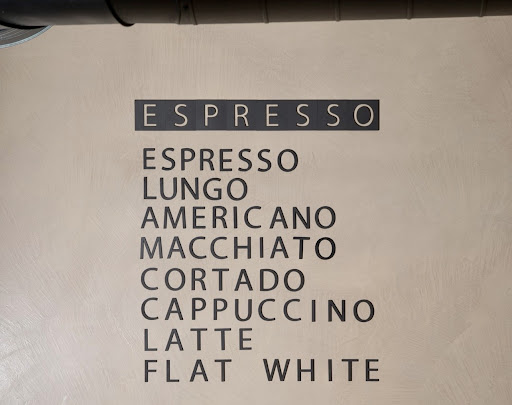 ESPRESSO
ESPRESSO
LUNGO
AMERICANO
MACCHIATO
CORTADO
CAPPUCCINO
LATTE
FLAT WHITE